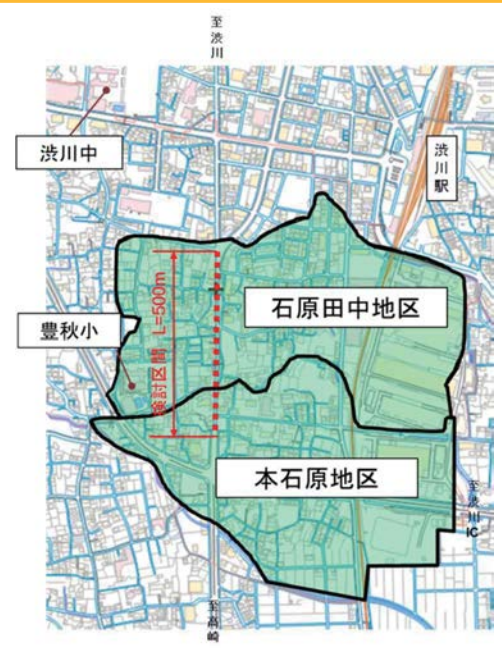 至渋川
渋川中
渋川駅
石原田中地区
豊秋小
検討区間 L=500m
本石原地区
至渋川IC
至高崎